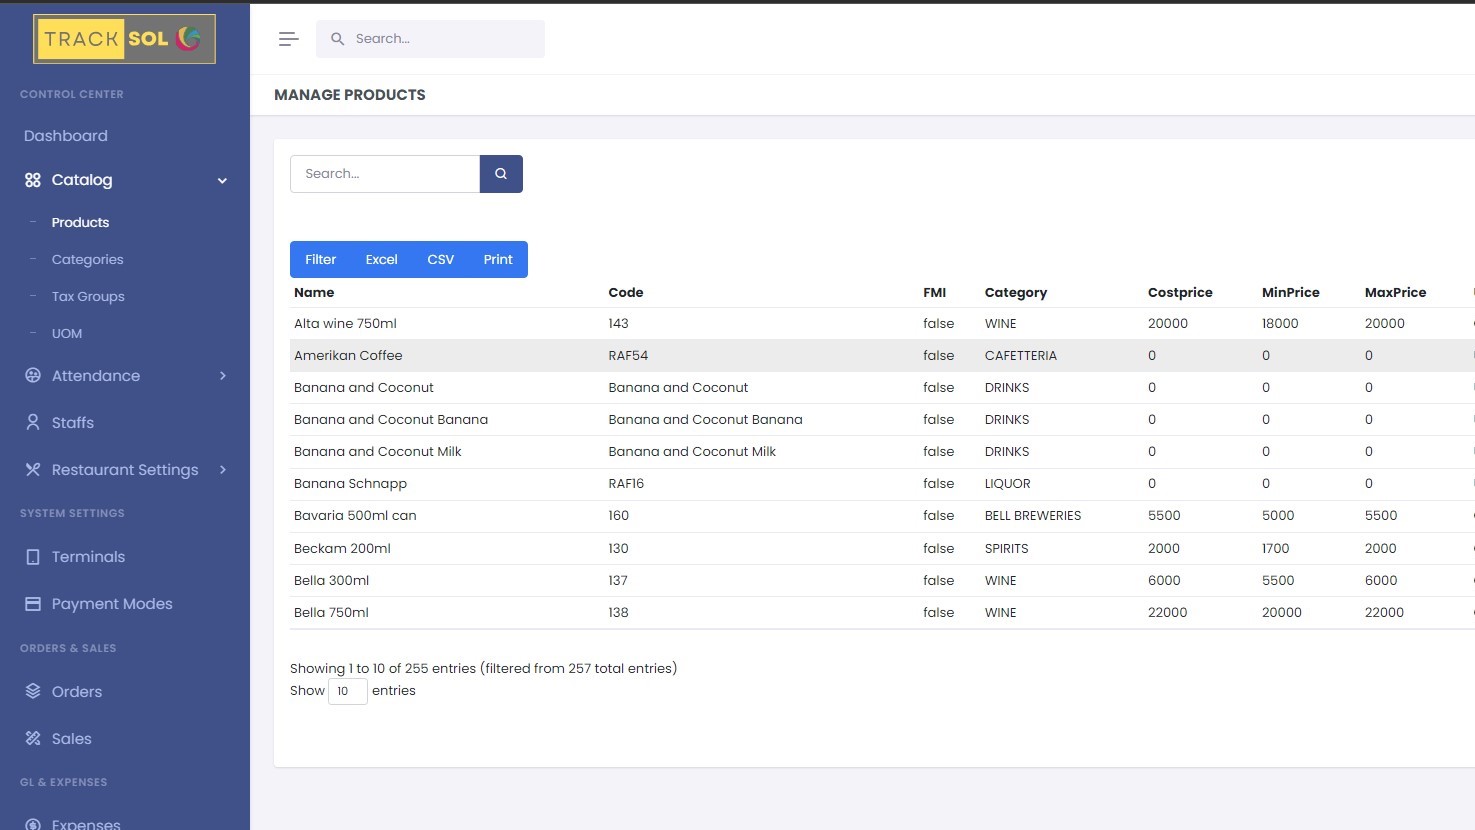 TRACK SOL
Search...
CONTROL CENTER
MANAGE PRODUCTS
Dashboard
Catalog
Products
Categories
Tax Groups
UOM
Attendance
Staffs
Restaurant Settings
SYSTEM SETTINGS
Terminals
Payment Modes
ORDERS & SALES
Orders
Sales
GL & EXPENSES
Expenses
Search...
Filter Excel CSV Print
Name Code FMI Category Costprice MinPrice MaxPrice
Alta wine 750ml 143 false WINE 20000 18000 20000
Amerikan Coffee RAF54 false CAFETTERIA 0 0 0
Banana and Coconut Banana and Coconut false DRINKS 0 0 0
Banana and Coconut Banana Banana and Coconut Banana false DRINKS 0 0 0
Banana and Coconut Milk Banana and Coconut Milk false DRINKS 0 0 0
Banana Schnapp RAF16 false LIQUOR 0 0 0
Bavaria 500ml can 160 false BELL BREWERIES 5500 5000 5500
Beckam 200ml 130 false SPIRITS 2000 1700 2000
Bella 300ml 137 false WINE 6000 5500 6000
Bella 750ml 138 false WINE 22000 20000 22000
Showing 1 to 10 of 255 entries (filtered from 257 total entries)
Show 10 entries